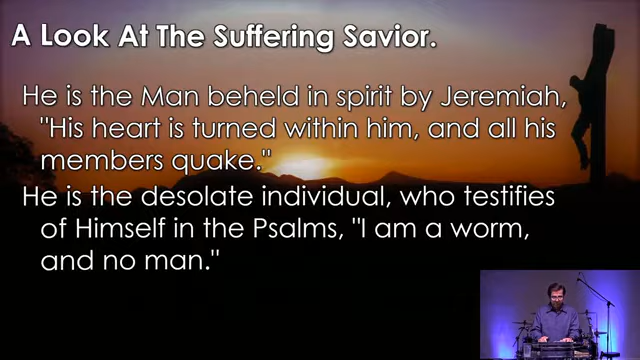 A Look At The Suffering Savior.
He is the Man beheld in spirit by Jeremiah,
"His heart is turned within him, and all his
members quake."
He is the desolate individual, who testifies
of Himself in the Psalms, "I am a worm,
and no man."